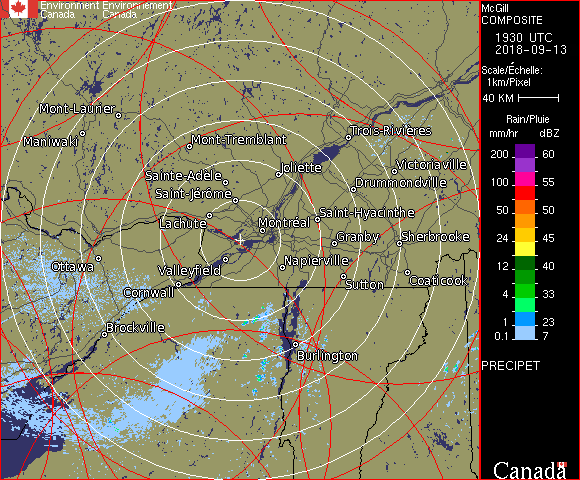 Environment Environnement
Canada Canada
McGill
COMPOSITE
1930 UTC
2018-09-13
Scale/Échelle:
1km/Pixel
40 KM
Rain/Pluie
mm/hr dBZ
200 60
100 55
50 50
24 45
12 40
4 33
1 23
0.1 7
PRECIPET
Canada
Mont-Laurier
Maniwaki
Mont-Tremblant
Trois-Rivières
Sainte-Adèle
Joliette
Victoriaville
Saint-Jérôme
Drummondville
Lachute
Montréal
Saint-Hyacinthe
Granby
Sherbrooke
Ottawa
Valleyfield
Napierville
Cornwall
Sutton
Coaticook
Brockville
Burlington